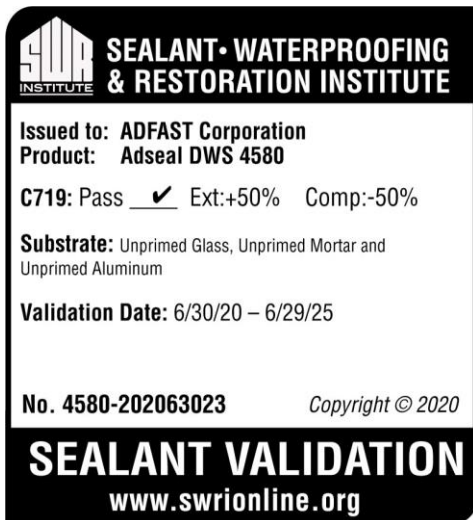 SWR
INSTITUTE
SEALANT• WATERPROOFING
& RESTORATION INSTITUTE
Issued to: ADFAST Corporation
Product: Adseal DWS 4580
C719: Pass ✔ Ext:+50% Comp:-50%
Substrate: Unprimed Glass, Unprimed Mortar and
Unprimed Aluminum
Validation Date: 6/30/20 – 6/29/25
No. 4580-202063023 Copyright © 2020
SEALANT VALIDATION
www.swrionline.org